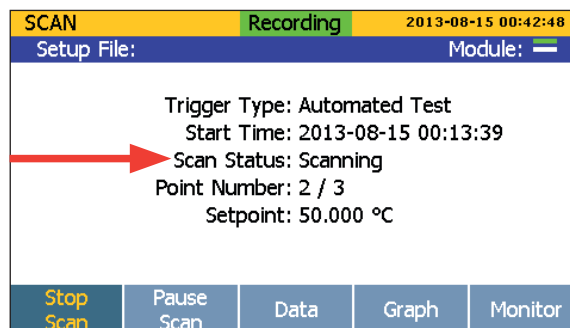 SCAN Recording 2013-08-15 00:42:48
Setup File: Module:
Trigger Type: Automated Test
Start Time: 2013-08-15 00:13:39
Scan Status: Scanning
Point Number: 2 / 3
Setpoint: 50.000 °C
Stop Scan
Pause Scan
Data
Graph
Monitor